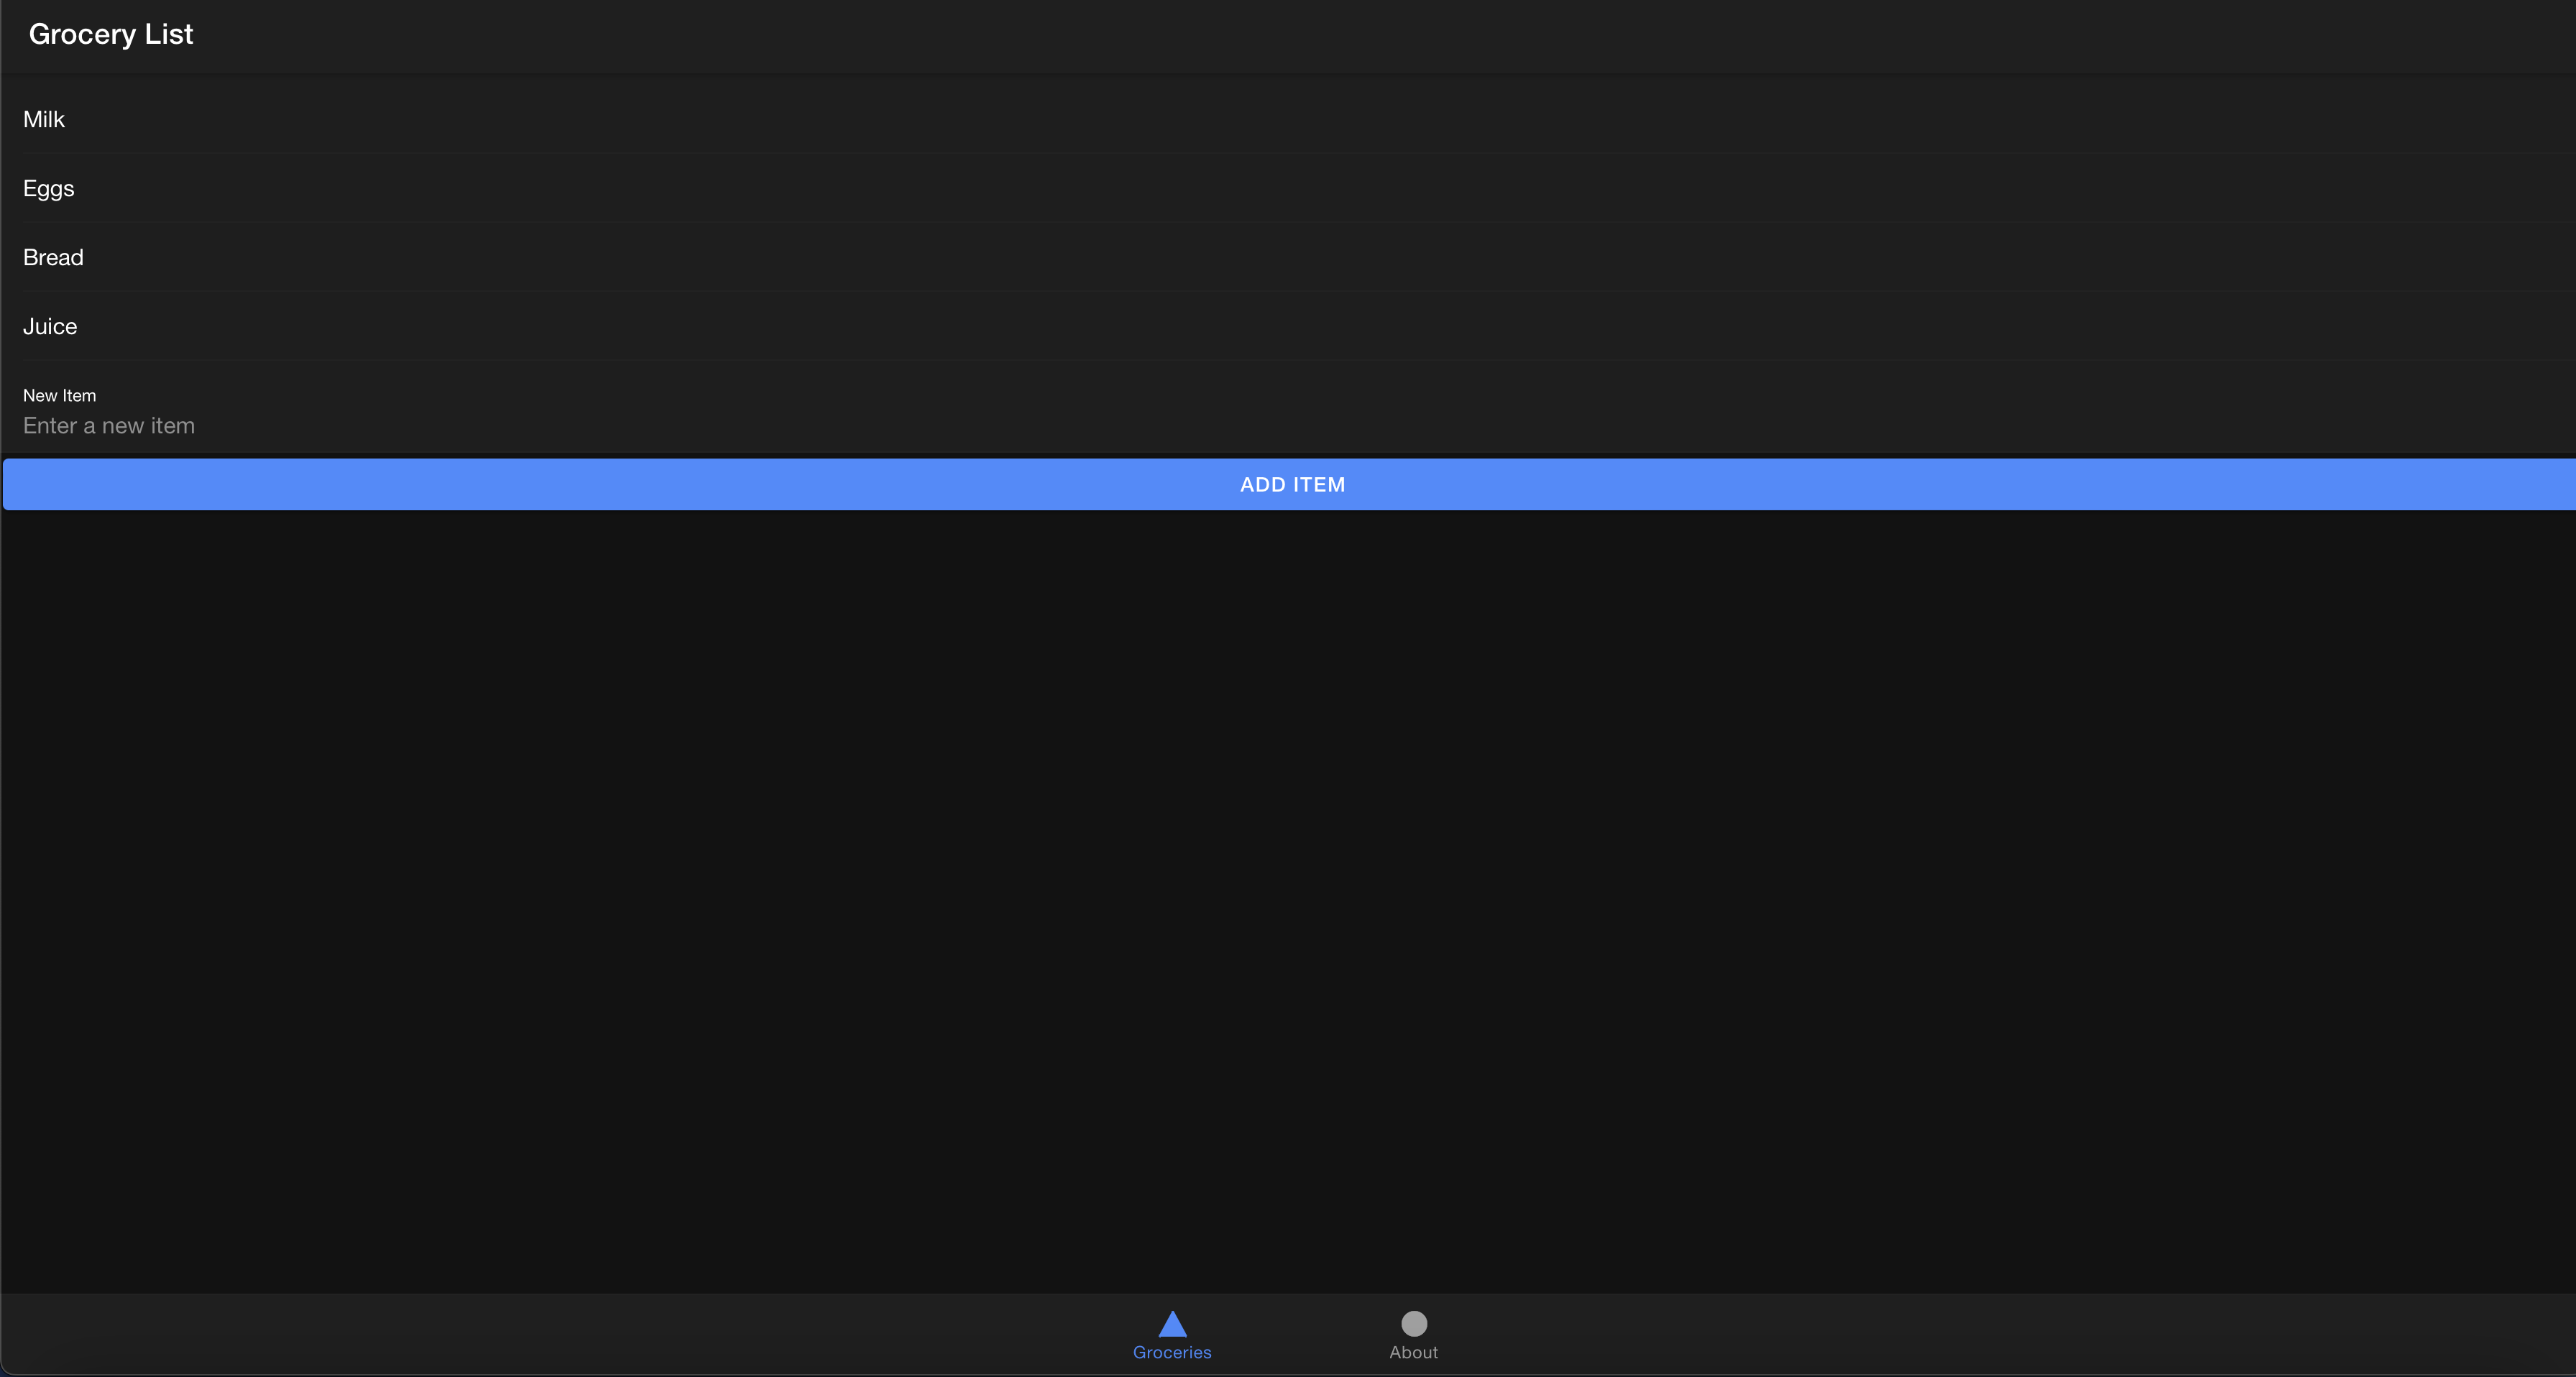 Grocery List
Milk
Eggs
Bread
Juice
New Item
Enter a new item
ADD ITEM
Groceries
About